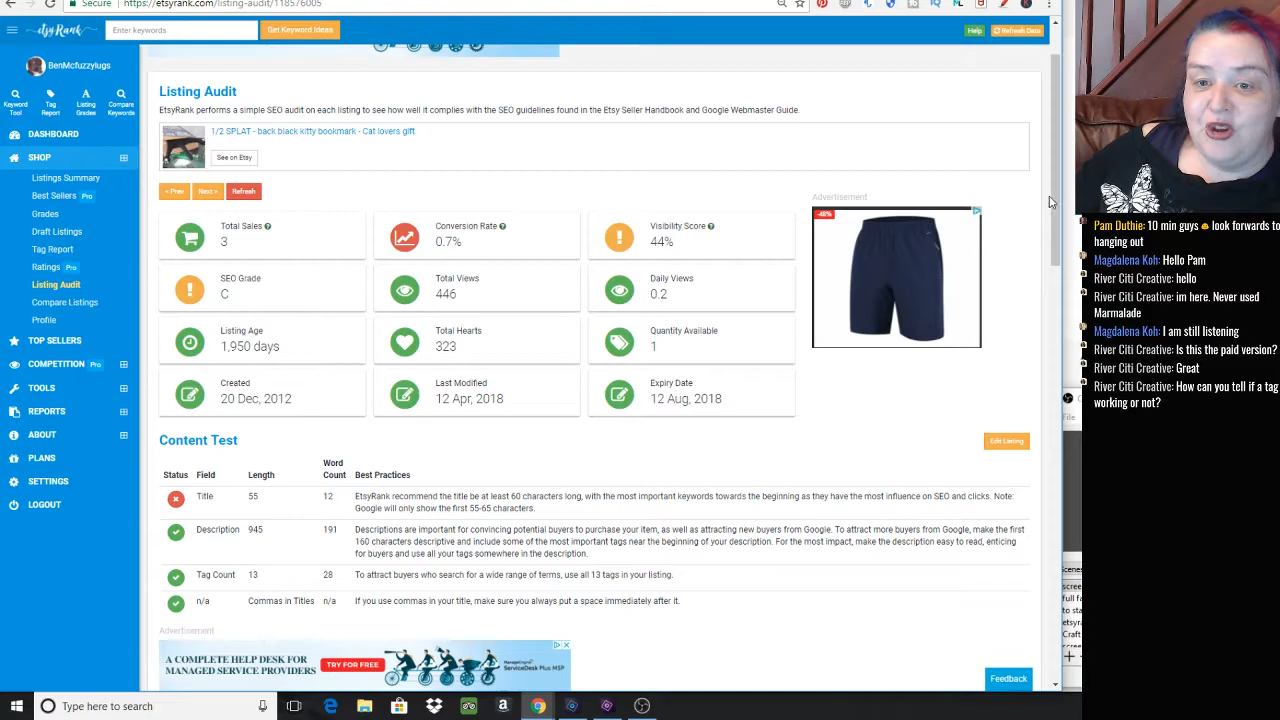 Secure
https://etsyrank.com/listing-audit/118576005
etsyRank
Enter keywords
Get Keyword Ideas
Help
Refresh Data
BenMcfuzzylugs
Keyword Tool
Tag Report
Listing Grades
Compare Keywords
DASHBOARD
SHOP
Listings Summary
Best Sellers Pro
Grades
Draft Listings
Tag Report
Ratings Pro
Listing Audit
Compare Listings
Profile
TOP SELLERS
COMPETITION Pro
TOOLS
REPORTS
ABOUT
PLANS
SETTINGS
LOGOUT
Listing Audit
EtsyRank performs a simple SEO audit on each listing to see how well it complies with the SEO guidelines found in the Etsy Seller Handbook and Google Webmaster Guide.
1/2 SPLAT - back black kitty bookmark - Cat lovers gift
See on Etsy
< Prev
Next >
Refresh
Total Sales
3
Conversion Rate
0.7%
Visibility Score
44%
SEO Grade
C
Total Views
446
Daily Views
0.2
Listing Age
1,950 days
Total Hearts
323
Quantity Available
1
Created
20 Dec, 2012
Last Modified
12 Apr, 2018
Expiry Date
12 Aug, 2018
Advertisement
-48%
Content Test
Edit Listing
Status Field Length Word Count Best Practices
Title 55 12 EtsyRank recommend the title be at least 60 characters long, with the most important keywords towards the beginning as they have the most influence on SEO and clicks. Note:
Google will only show the first 55-65 characters.
Description 945 191 Descriptions are important for convincing potential buyers to purchase your item, as well as attracting new buyers from Google. To attract more buyers from Google, make the first
160 characters descriptive and include some of the most important tags near the beginning of your description. For the most impact, make the description easy to read, enticing
for buyers and use all your tags somewhere in the description.
Tag Count 13 28 To attract buyers who search for a wide range of terms, use all 13 tags in your listing.
n/a Commas in Titles n/a If you use commas in your title, make sure you always put a space immediately after it.
Advertisement
A COMPLETE HELP DESK FOR
MANAGED SERVICE PROVIDERS
TRY FOR FREE
ManageEngine
ServiceDesk Plus MSP
Feedback
Type here to search
Pam Duthie: 10 min guys look forwards to
hanging out
Magdalena Koh: Hello Pam
River Citi Creative: hello
River Citi Creative: im here. Never used
Marmalade
Magdalena Koh: I am still listening
River Citi Creative: Is this the paid version?
River Citi Creative: Great
River Citi Creative: How can you tell if a tag
working or not?
File
Scenes
scree
full fa
to sta
etsyra
Craft
scree